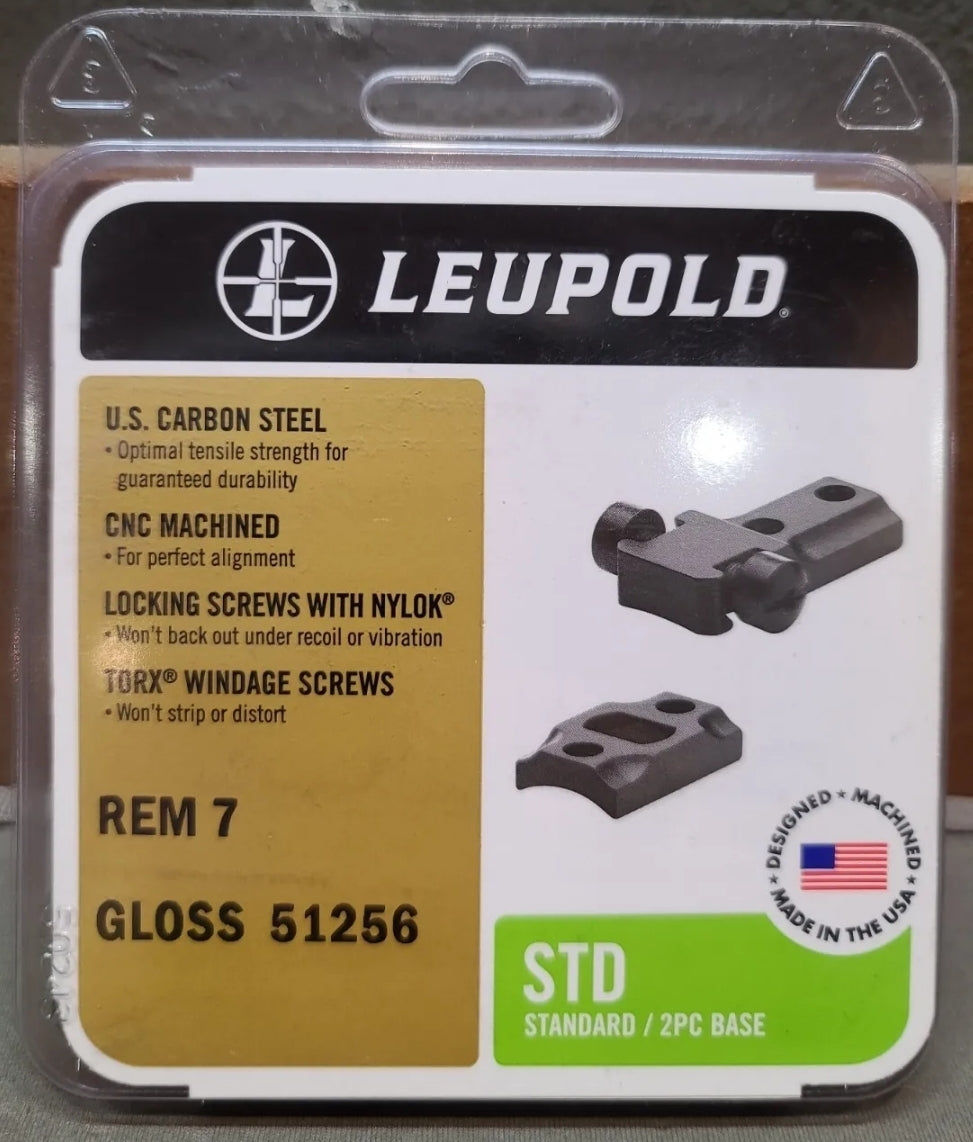 LEUPOLD®
U.S. CARBON STEEL
• Optimal tensile strength for
guaranteed durability
CNC MACHINED
• For perfect alignment
LOCKING SCREWS WITH NYLOK®
• Won't back out under recoil or vibration
TORX® WINDAGE SCREWS
• Won't strip or distort
REM 7
GLOSS 51256
DESIGNED ★ MACHINED ★ MADE IN THE USA ★
STD
STANDARD / 2PC BASE